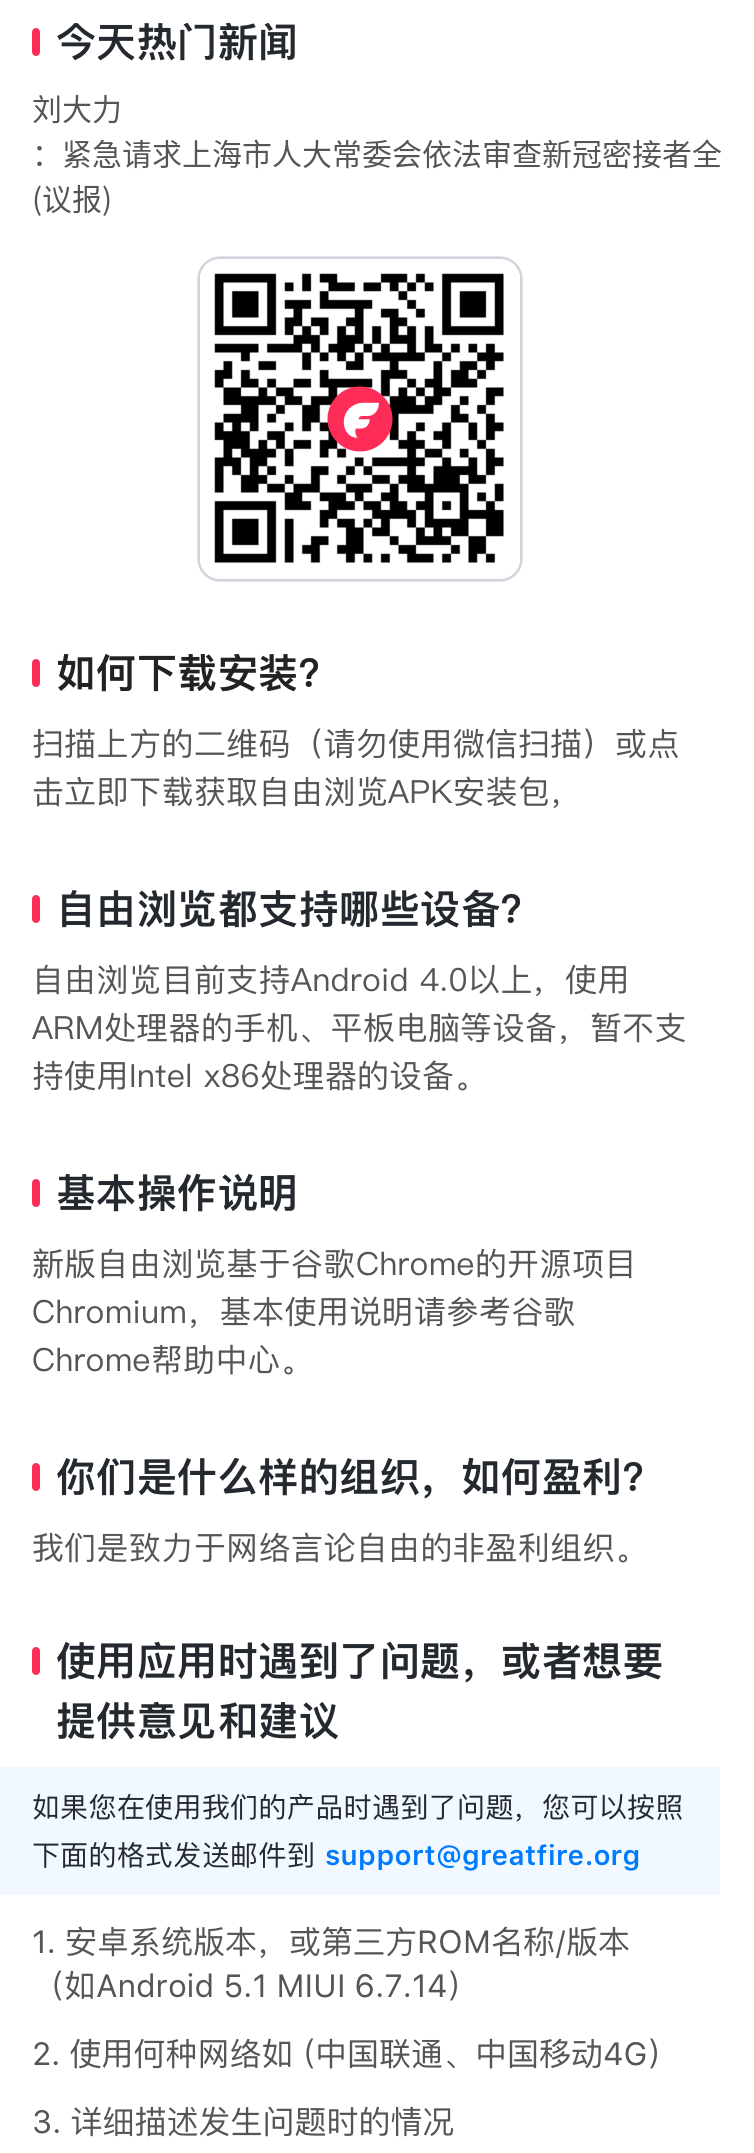 今天热门新闻
刘大力
：紧急请求上海市人大常委会依法审查新冠密接者全
(议报)
如何下载安装?
扫描上方的二维码（请勿使用微信扫描）或点
击立即下载获取自由浏览APK安装包，
自由浏览都支持哪些设备?
自由浏览目前支持Android 4.0以上，使用
ARM处理器的手机、平板电脑等设备，暂不支
持使用Intel x86处理器的设备。
基本操作说明
新版自由浏览基于谷歌Chrome的开源项目
Chromium，基本使用说明请参考谷歌
Chrome帮助中心。
你们是什么样的组织，如何盈利?
我们是致力于网络言论自由的非盈利组织。
使用应用时遇到了问题，或者想要
提供意见和建议
如果您在使用我们的产品时遇到了问题，您可以按照
下面的格式发送邮件到 support@greatfire.org
1. 安卓系统版本，或第三方ROM名称/版本
（如Android 5.1 MIUI 6.7.14）
2. 使用何种网络如 (中国联通、中国移动4G）
3. 详细描述发生问题时的情况